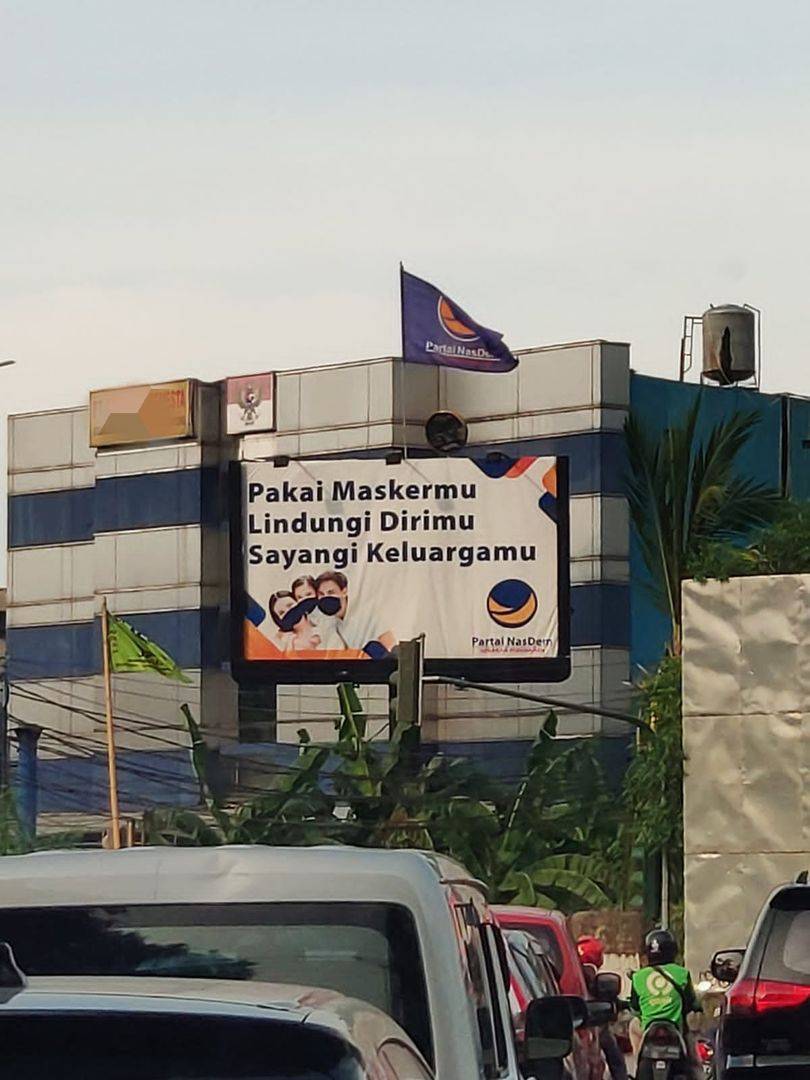 Partai NasDem
Pakai Maskermu
Lindungi Dirimu
Sayangi Keluargamu
Partai NasDem